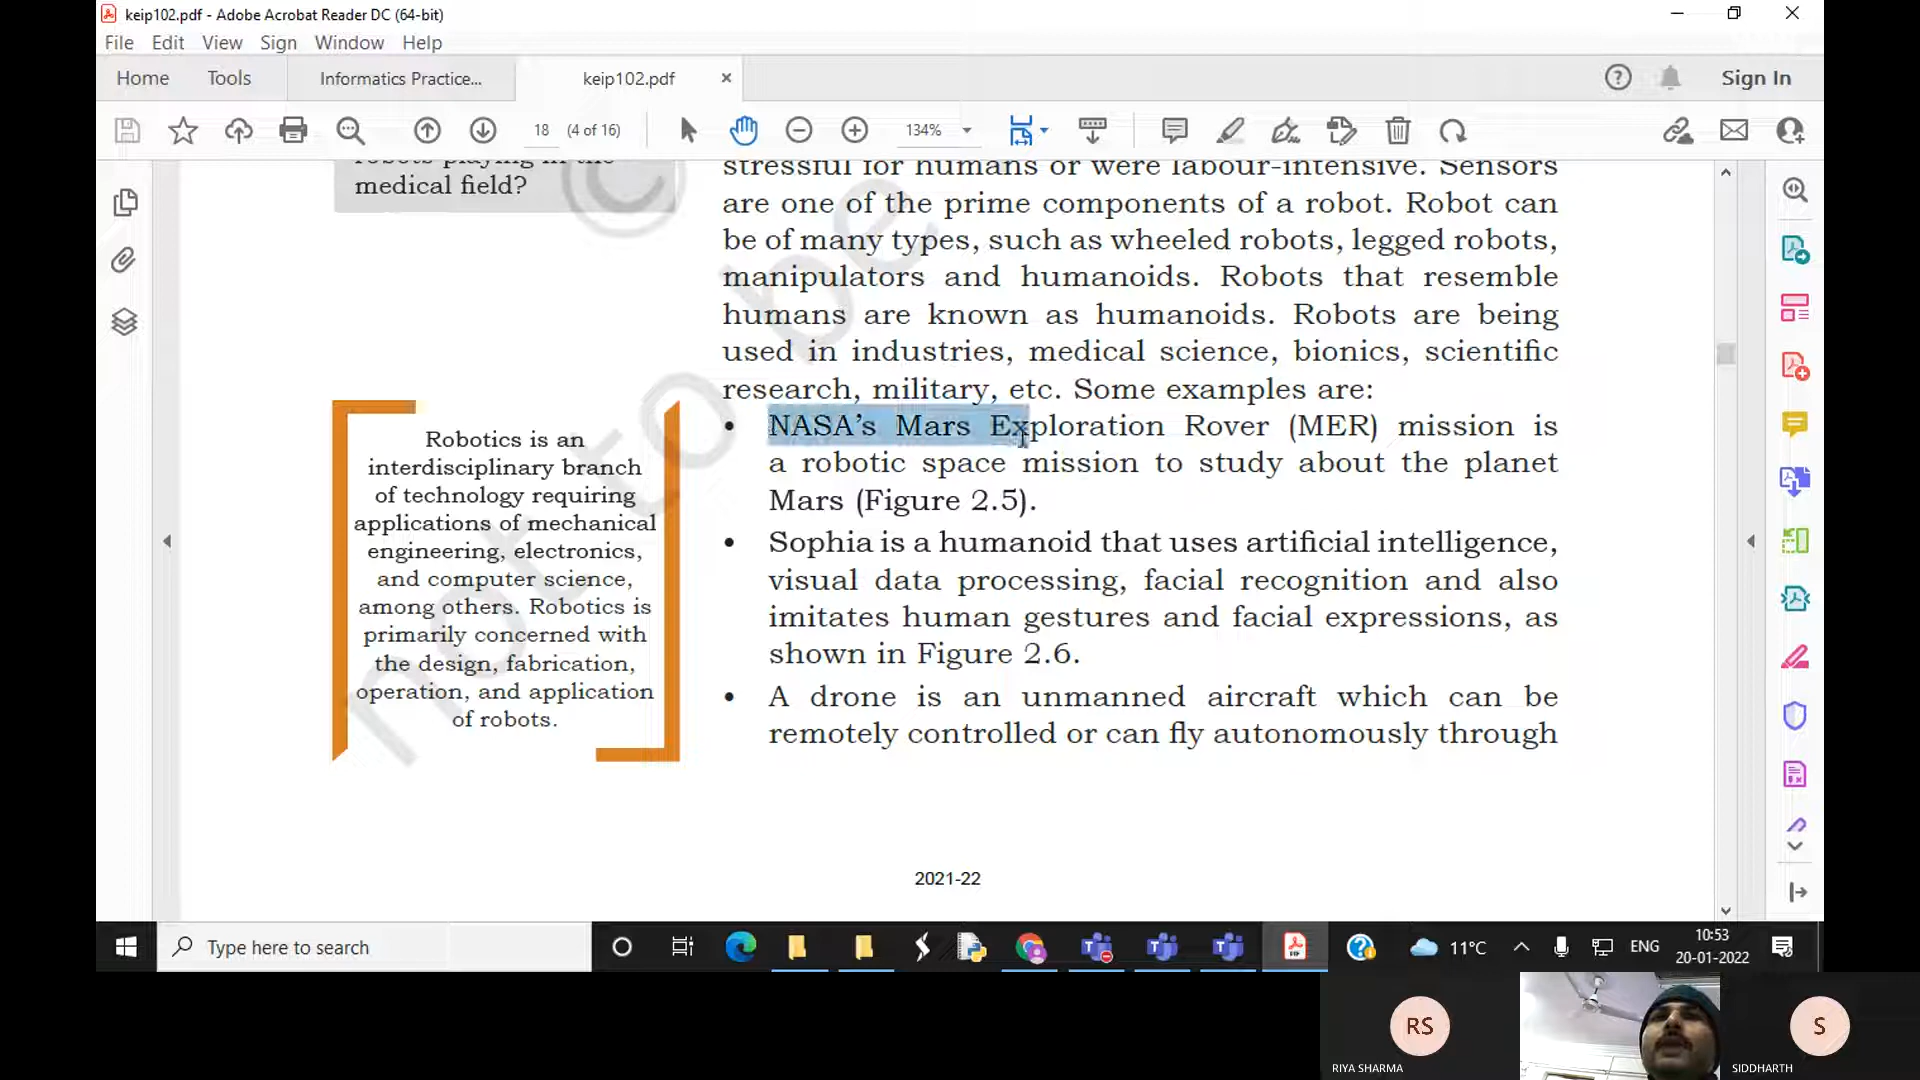 keip102.pdf - Adobe Acrobat Reader DC (64-bit)
File Edit View Sign Window Help
Home Tools Informatics Practice... keip102.pdf Sign In
18 (4 of 16) 134%
robots playing in the
medical field?
stressful for humans or were labour-intensive. Sensors
are one of the prime components of a robot. Robot can
be of many types, such as wheeled robots, legged robots,
manipulators and humanoids. Robots that resemble
humans are known as humanoids. Robots are being
used in industries, medical science, bionics, scientific
research, military, etc. Some examples are:
• NASA’s Mars Exploration Rover (MER) mission is
a robotic space mission to study about the planet
Mars (Figure 2.5).
• Sophia is a humanoid that uses artificial intelligence,
visual data processing, facial recognition and also
imitates human gestures and facial expressions, as
shown in Figure 2.6.
• A drone is an unmanned aircraft which can be
remotely controlled or can fly autonomously through
Robotics is an
interdisciplinary branch
of technology requiring
applications of mechanical
engineering, electronics,
and computer science,
among others. Robotics is
primarily concerned with
the design, fabrication,
operation, and application
of robots.
© not to be
2021-22
Type here to search
11°C ENG 10:53
20-01-2022
RS
RIYA SHARMA
S
SIDDHARTH